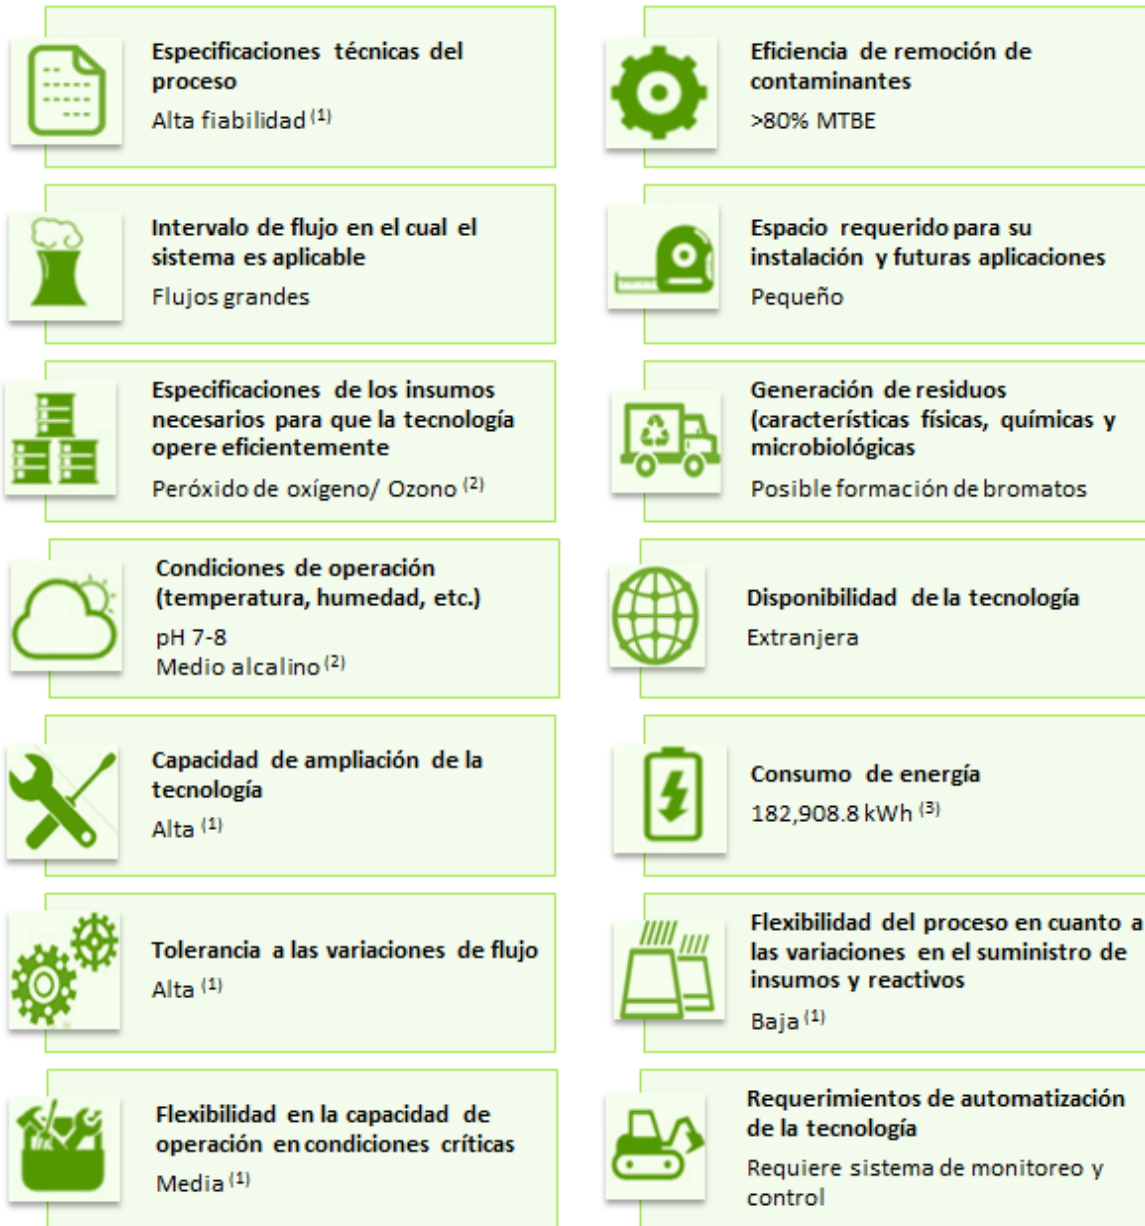 Especificaciones técnicas del
proceso
Alta fiabilidad (1)
Eficiencia de remoción de
contaminantes
>80% MTBE
Intervalo de flujo en el cual el
sistema es aplicable
Flujos grandes
Espacio requerido para su
instalación y futuras aplicaciones
Pequeño
Especificaciones de los insumos
necesarios para que la tecnología
opere eficientemente
Peróxido de oxígeno/ Ozono (2)
Generación de residuos
(características físicas, químicas y
microbiológicas
Posible formación de bromatos
Condiciones de operación
(temperatura, humedad, etc.)
pH 7-8
Medio alcalino (2)
Disponibilidad de la tecnología
Extranjera
Capacidad de ampliación de la
tecnología
Alta (1)
Consumo de energía
182,908.8 kWh (3)
Tolerancia a las variaciones de flujo
Alta (1)
Flexibilidad del proceso en cuanto a
las variaciones en el suministro de
insumos y reactivos
Baja (1)
Flexibilidad en la capacidad de
operación en condiciones críticas
Media (1)
Requerimientos de automatización
de la tecnología
Requiere sistema de monitoreo y
control